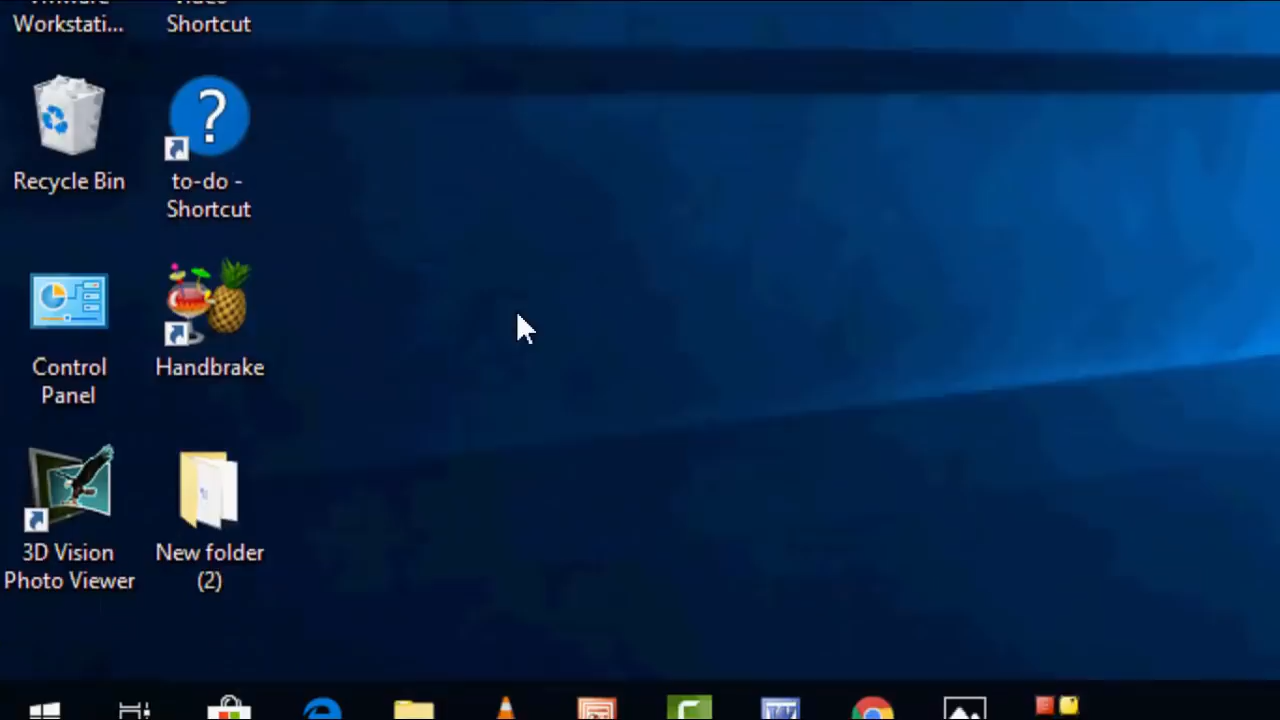 Workstati...
Shortcut
Recycle Bin
to-do -
Shortcut
Control
Panel
Handbrake
3D Vision
Photo Viewer
New folder
(2)